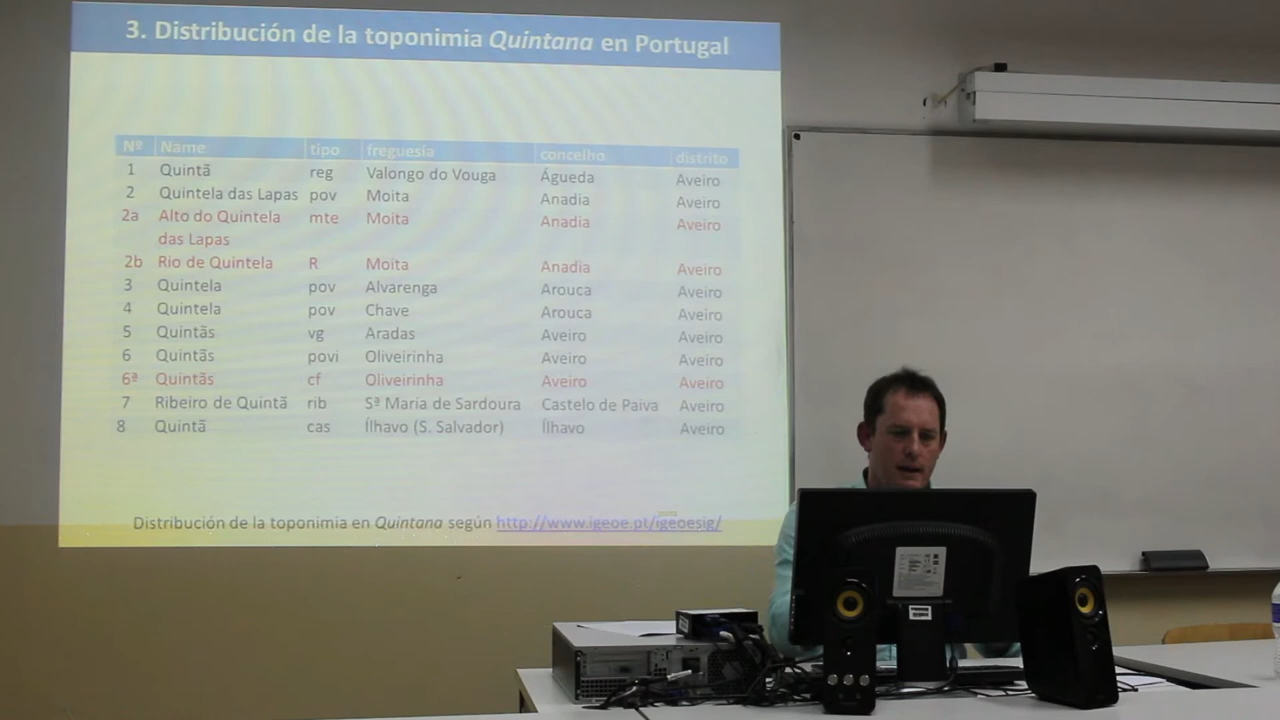 3. Distribución de la toponimia Quintana en Portugal
Nº Name tipo freguesía concelho distrito
1 Quintã reg Valongo do Vouga Águeda Aveiro
2 Quintela das Lapas pov Moita Anadia Aveiro
2a Alto do Quintela mte Moita Anadia Aveiro
das Lapas
2b Rio de Quintela R Moita Anadia Aveiro
3 Quintela pov Alvarenga Arouca Aveiro
4 Quintela pov Chave Arouca Aveiro
5 Quintãs vg Aradas Aveiro Aveiro
6 Quintãs povi Oliveirinha Aveiro Aveiro
6ª Quintãs cf Oliveirinha Aveiro Aveiro
7 Ribeiro de Quintã rib Sª Maria de Sardoura Castelo de Paiva Aveiro
8 Quintã cas Ílhavo (S. Salvador) Ílhavo Aveiro
Distribución de la toponimia en Quintana según http://www.igeoe.pt/igeoesig/